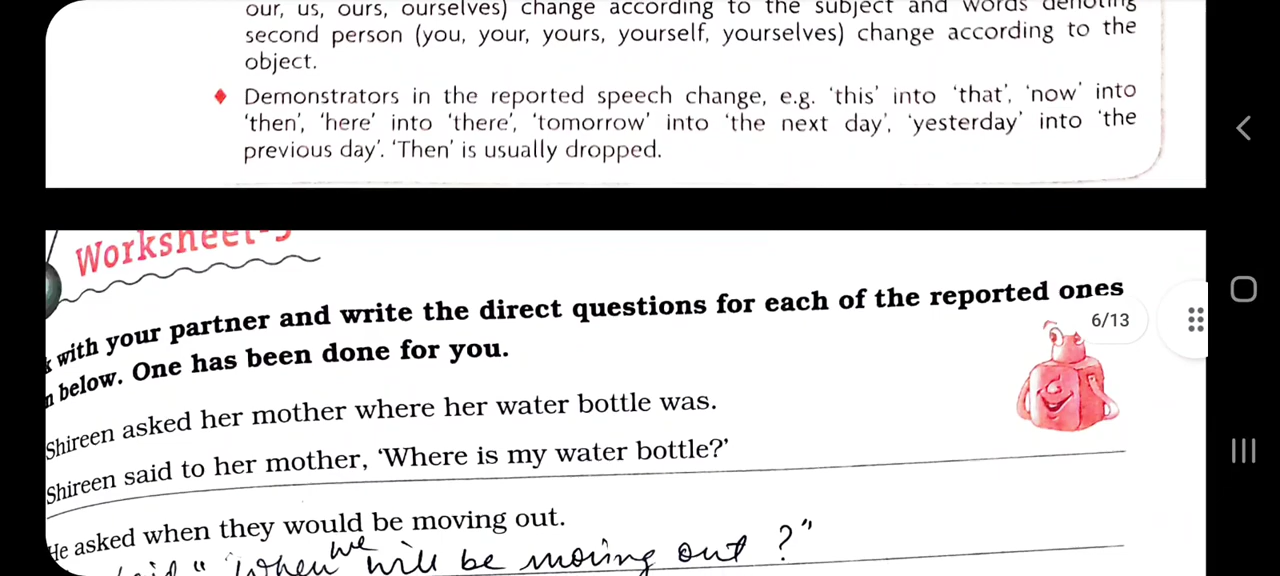 our, us, ours, ourselves) change according to the subject and words denoting
second person (you, your, yours, yourself, yourselves) change according to the
object.
♦ Demonstrators in the reported speech change, e.g. ‘this’ into ‘that’, ‘now’ into
‘then’, ‘here’ into ‘there’, ‘tomorrow’ into ‘the next day’, ‘yesterday’ into ‘the
previous day’. ‘Then’ is usually dropped.
Worksheet-
with your partner and write the direct questions for each of the reported ones
6/13
below. One has been done for you.
Shireen asked her mother where her water bottle was.
Shireen said to her mother, ‘Where is my water bottle?’
He asked when they would be moving out.
" When we will be moving out ?"